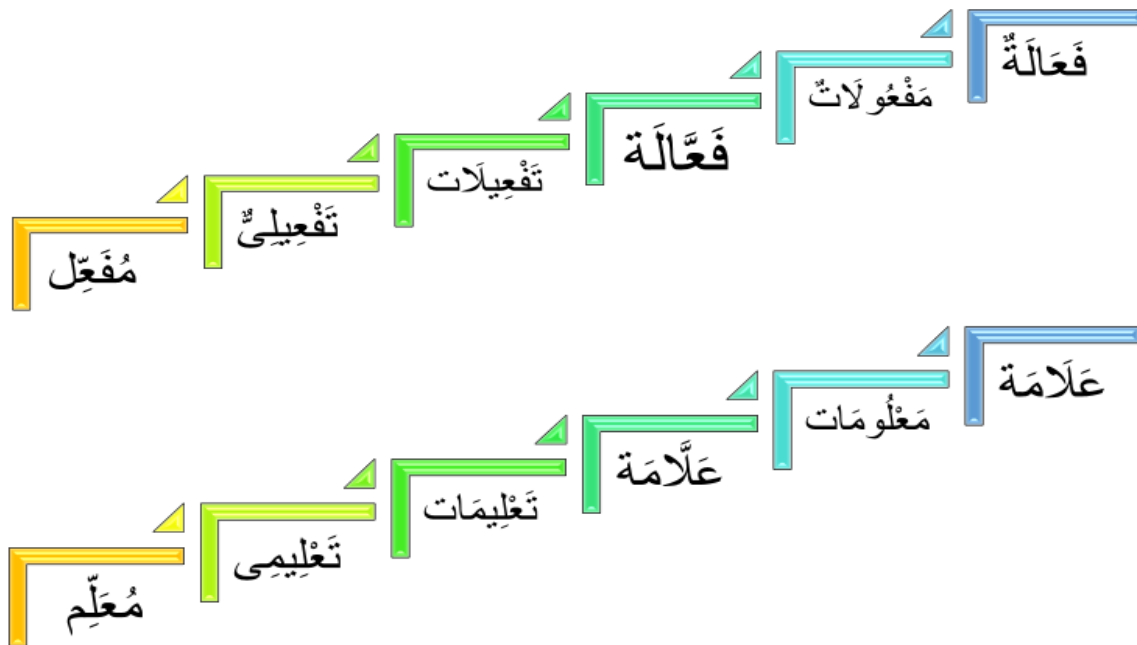 فَعَالَةٌ
مَفْعُولَاتٌ
فَعَّالَة
تَفْعِيلَات
تَفْعِيلِىٌّ
مُفَعِّل
عَلَامَة
مَعْلُومَات
عَلَّامَة
تَعْلِيمَات
تَعْلِيمِى
مُعَلِّم